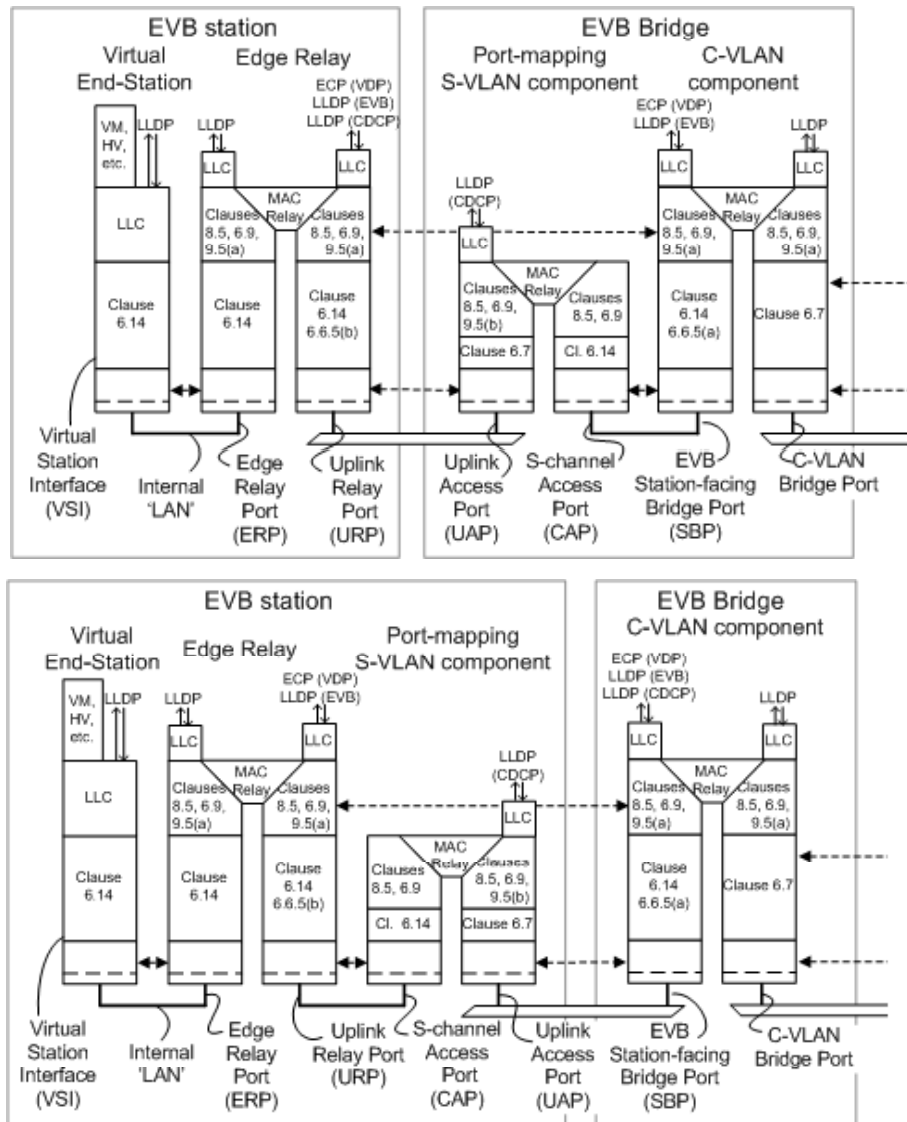 EVB station
EVB Bridge
Virtual
End-Station
Edge Relay
Port-mapping
S-VLAN component
C-VLAN
component
VM,
HV,
etc.
LLDP
LLDP
ECP (VDP)
LLDP (EVB)
LLDP (CDCP)
LLDP
(CDCP)
ECP (VDP)
LLDP (EVB)
LLDP
LLC
LLC
LLC
LLC
LLC
LLC
MAC
Relay
MAC
Relay
MAC
Relay
Clauses
8.5, 6.9,
9.5(a)
Clauses
8.5, 6.9,
9.5(a)
Clauses
8.5, 6.9,
9.5(b)
Clauses
8.5, 6.9
Clauses
8.5, 6.9,
9.5(a)
Clauses
8.5, 6.9,
9.5(a)
Clause
6.14
Clause
6.14
Clause
6.14
6.6.5(b)
Clause 6.7
Cl. 6.14
Clause
6.14
6.6.5(a)
Clause 6.7
Virtual
Station
Interface
(VSI)
Internal
'LAN'
Edge
Relay
Port
(ERP)
Uplink
Relay
Port
(URP)
Uplink
Access
Port
(UAP)
S-channel
Access
Port
(CAP)
EVB
Station-facing
Bridge Port
(SBP)
C-VLAN
Bridge Port
EVB station
EVB Bridge
C-VLAN component
Virtual
End-Station
Edge Relay
Port-mapping
S-VLAN component
VM,
HV,
etc.
LLDP
LLDP
ECP (VDP)
LLDP (EVB)
LLDP
(CDCP)
ECP (VDP)
LLDP (EVB)
LLDP (CDCP)
LLDP
LLC
LLC
LLC
LLC
LLC
LLC
MAC
Relay
MAC
Relay
MAC
Relay
Clauses
8.5, 6.9,
9.5(a)
Clauses
8.5, 6.9,
9.5(a)
Clauses
8.5, 6.9
Clauses
8.5, 6.9,
9.5(b)
Clauses
8.5, 6.9,
9.5(a)
Clauses
8.5, 6.9,
9.5(a)
Clause
6.14
Clause
6.14
Clause
6.14
6.6.5(b)
Cl. 6.14
Clause 6.7
Clause
6.14
6.6.5(a)
Clause 6.7
Virtual
Station
Interface
(VSI)
Internal
'LAN'
Edge
Relay
Port
(ERP)
Uplink
Relay Port
(URP)
S-channel
Access
Port
(CAP)
Uplink
Access
Port
(UAP)
EVB
Station-facing
Bridge Port
(SBP)
C-VLAN
Bridge Port